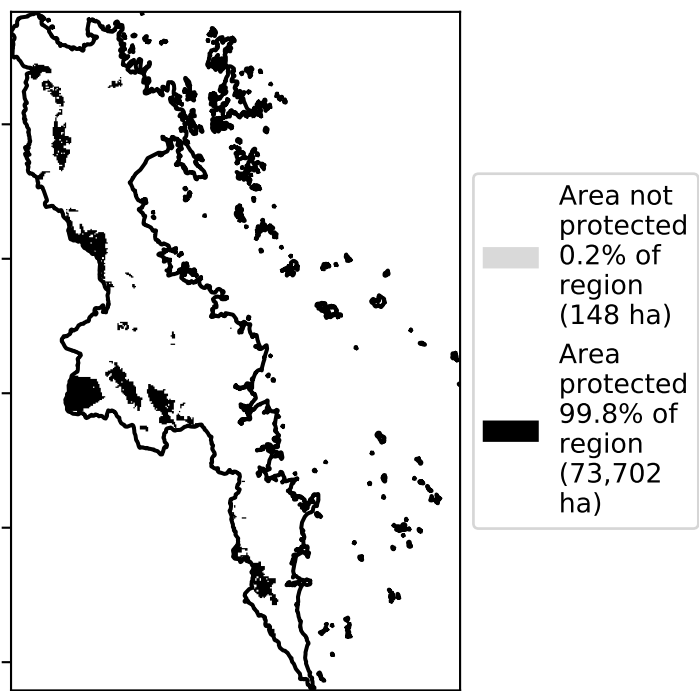 Area not
protected
0.2% of
region
(148 ha)
Area
protected
99.8% of
region
(73,702
ha)